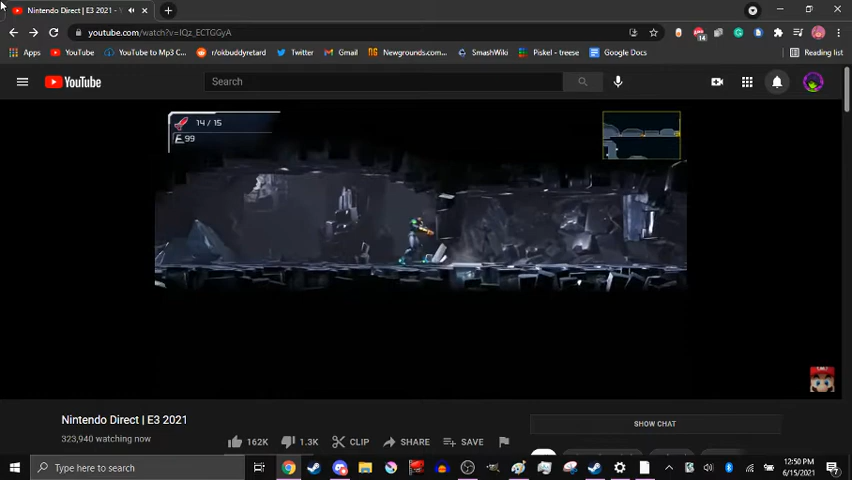 Nintendo Direct | E3 2021 -
youtube.com/watch?v=IQz_ECTGGyA
Apps YouTube YouTube to Mp3 C... r/okbuddyretard Twitter Gmail Newgrounds.com... SmashWiki Piskel - treese Google Docs Reading list
YouTube Search
14 / 15
E 99
Nintendo Direct | E3 2021
323,940 watching now
162K 1.3K CLIP SHARE SAVE
SHOW CHAT
Type here to search
12:50 PM
6/15/2021